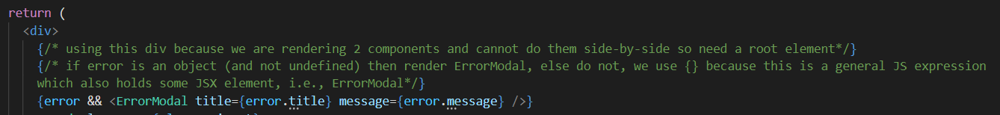 return (
<div>
{/* using this div because we are rendering 2 components and cannot do them side-by-side so need a root element*/}
{/* if error is an object (and not undefined) then render ErrorModal, else do not, we use {} because this is a general JS expression
which also holds some JSX element, i.e., ErrorModal*/}
{error && <ErrorModal title={error.title} message={error.message} />}